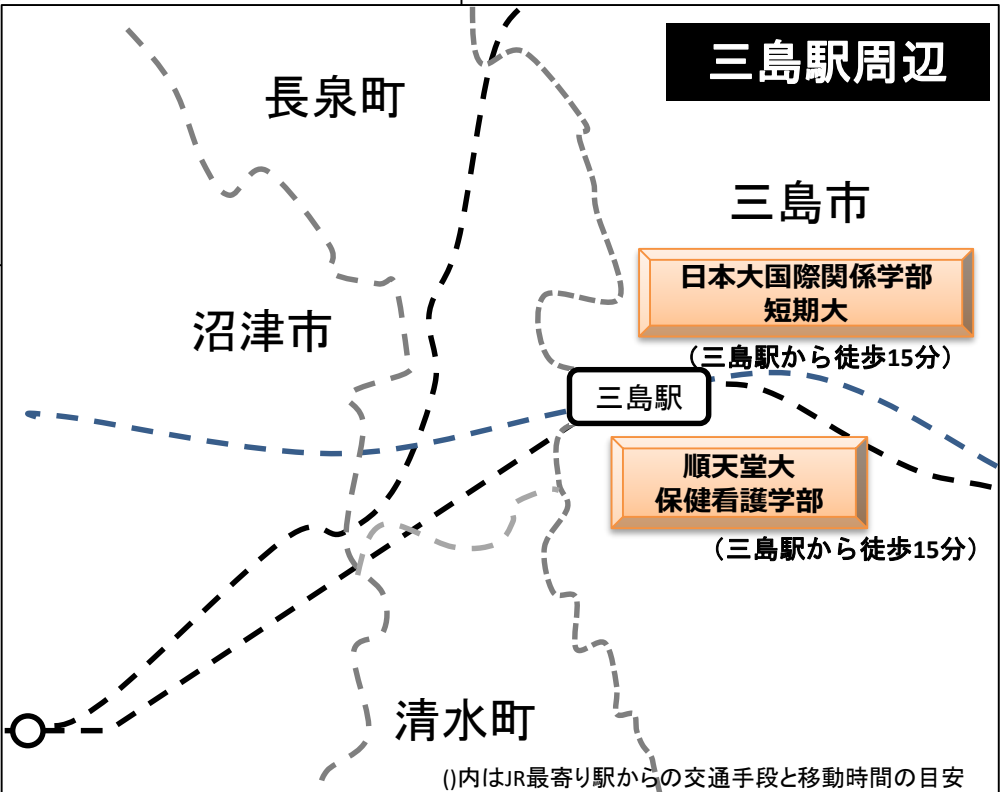 三島駅周辺
長泉町
三島市
日本大国際関係学部
短期大
（三島駅から徒歩15分）
沼津市
三島駅
順天堂大
保健看護学部
（三島駅から徒歩15分）
清水町
()内はJR最寄り駅からの交通手段と移動時間の目安